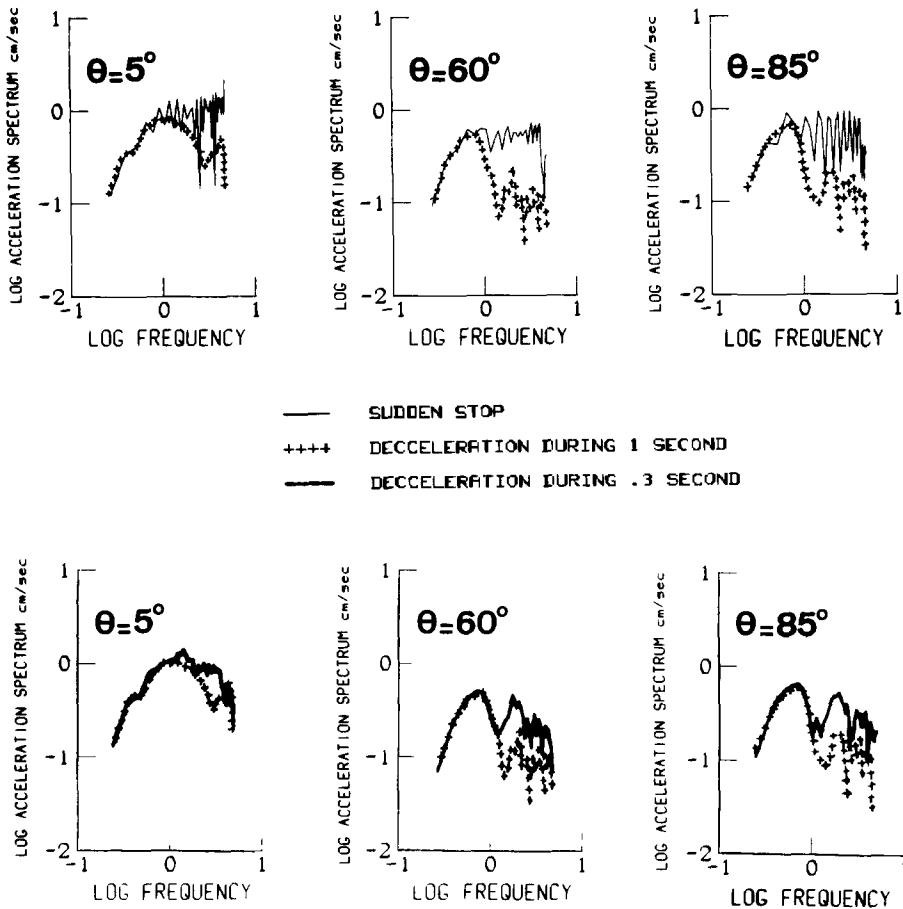 LOG ACCELERATION SPECTRUM cm/sec
1
0
-1
-2
θ=5°
-1
0
1
LOG FREQUENCY
LOG ACCELERATION SPECTRUM cm/sec
1
0
-1
-2
θ=60°
-1
0
1
LOG FREQUENCY
LOG ACCELERATION SPECTRUM cm/sec
1
0
-1
-2
θ=85°
-1
0
1
LOG FREQUENCY
SUDDEN STOP
++++ DECCELERATION DURING 1 SECOND
DECCELERATION DURING .3 SECOND
LOG ACCELERATION SPECTRUM cm/sec
1
0
-1
-2
θ=5°
-1
0
1
LOG FREQUENCY
LOG ACCELERATION SPECTRUM cm/sec
1
0
-1
-2
θ=60°
-1
0
1
LOG FREQUENCY
LOG ACCELERATION SPECTRUM cm/sec
1
0
-1
-2
θ=85°
-1
0
1
LOG FREQUENCY